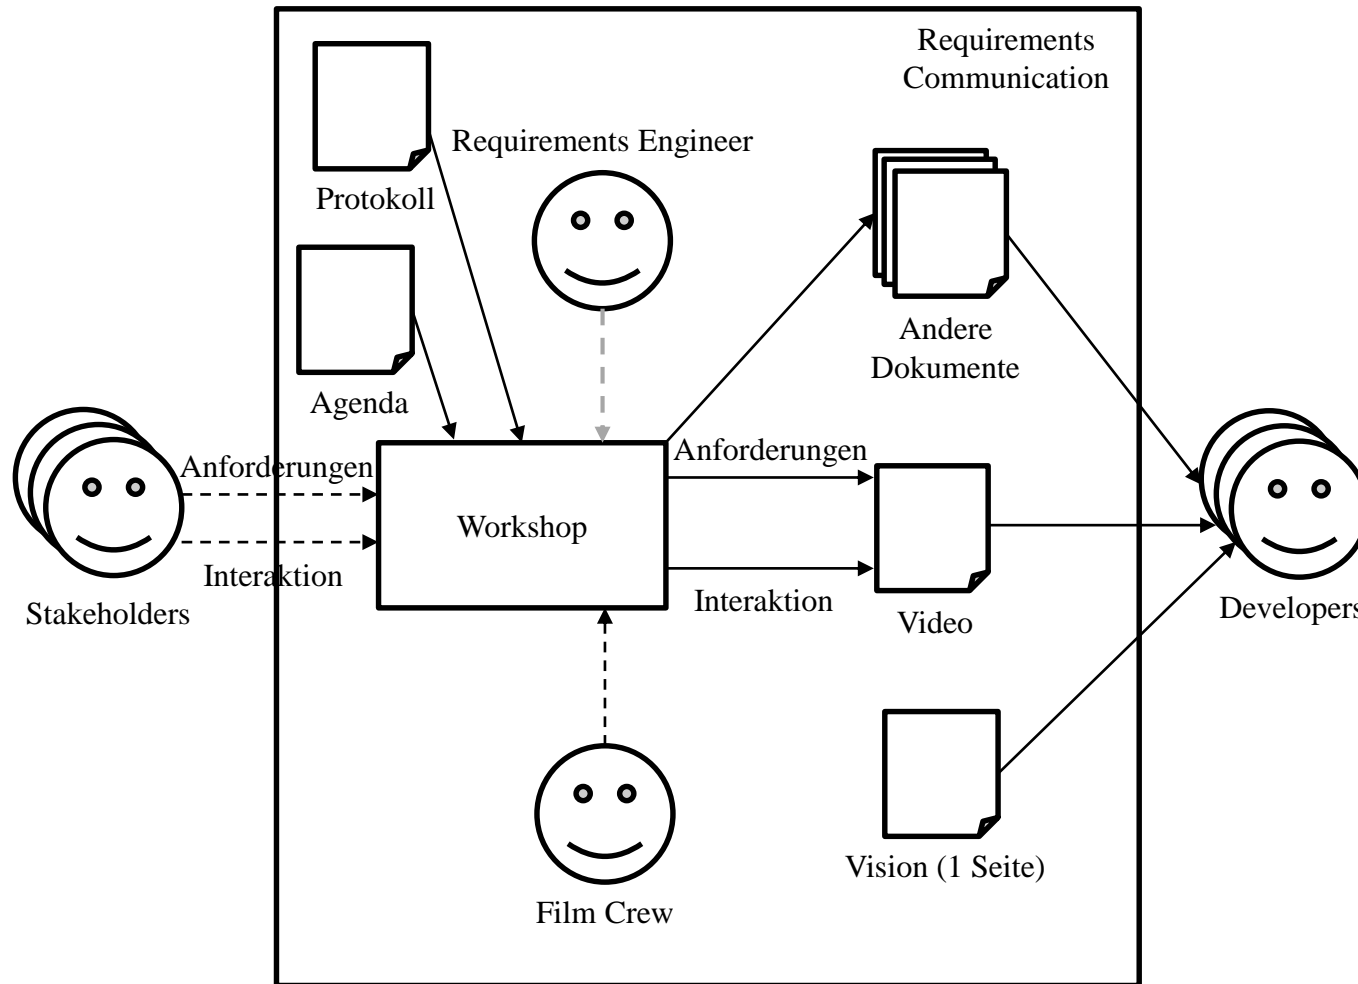 Requirements
Communication
Requirements Engineer
Protokoll
Andere
Dokumente
Agenda
Anforderungen
Anforderungen
Workshop
Interaktion
Interaktion
Stakeholders
Video
Developers
Vision (1 Seite)
Film Crew